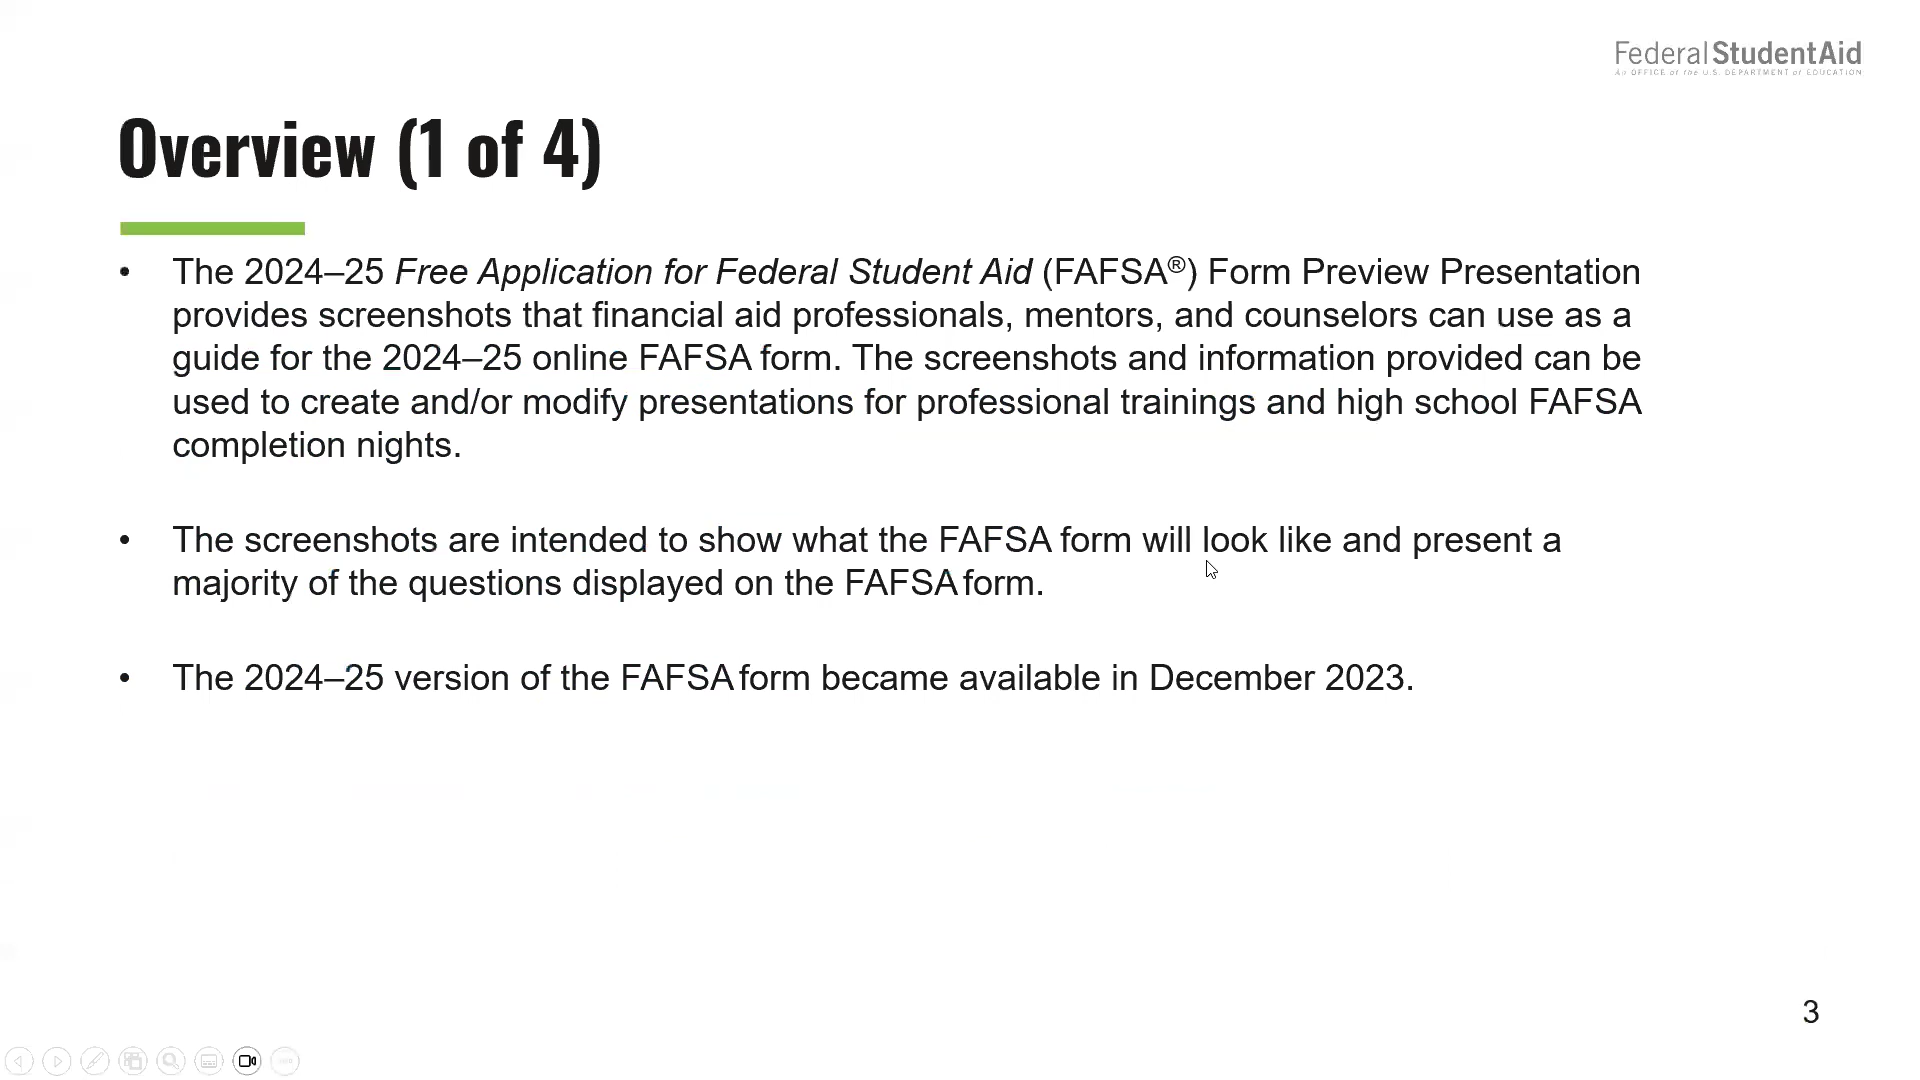 Federal StudentAid
An OFFICE of the U.S. DEPARTMENT of EDUCATION
Overview (1 of 4)
• The 2024–25 Free Application for Federal Student Aid (FAFSA®) Form Preview Presentation
provides screenshots that financial aid professionals, mentors, and counselors can use as a
guide for the 2024–25 online FAFSA form. The screenshots and information provided can be
used to create and/or modify presentations for professional trainings and high school FAFSA
completion nights.
• The screenshots are intended to show what the FAFSA form will look like and present a
majority of the questions displayed on the FAFSA form.
• The 2024–25 version of the FAFSA form became available in December 2023.
3